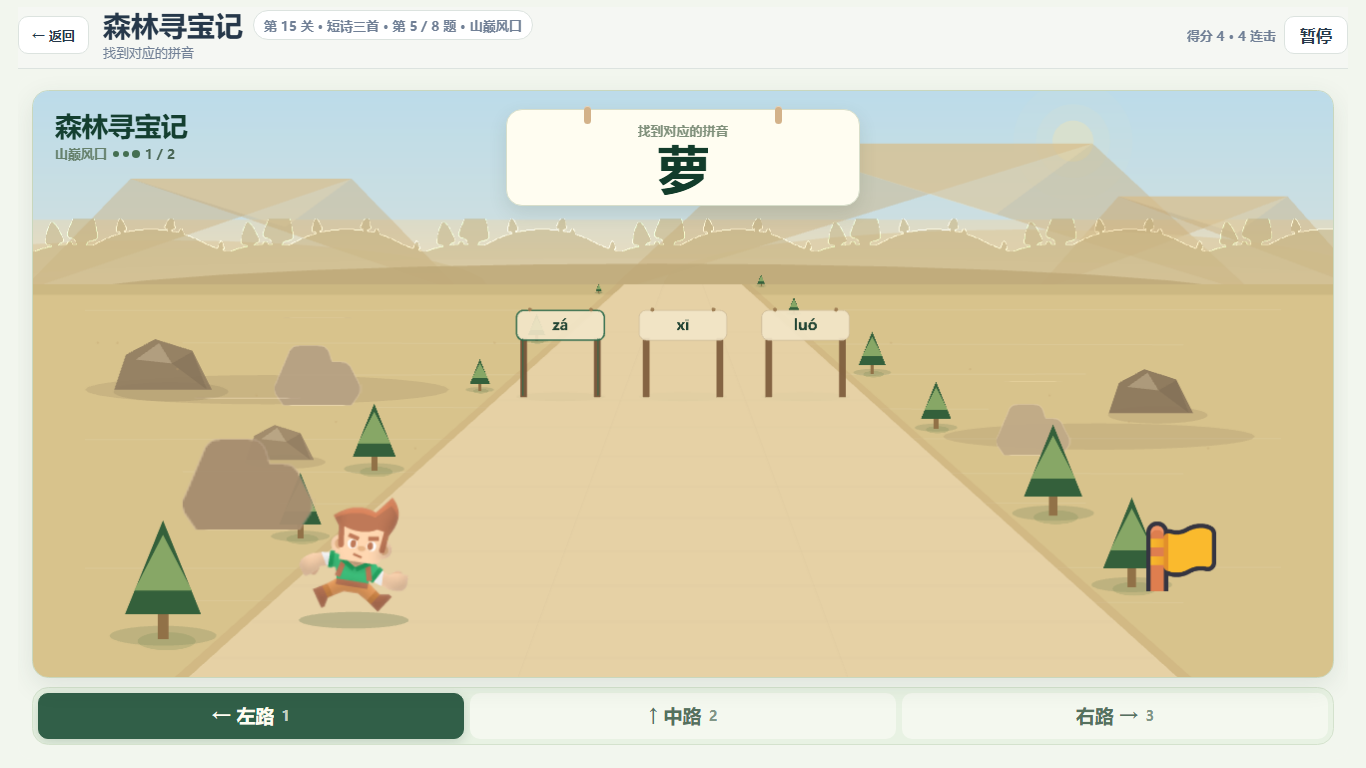 ← 返回
森林寻宝记
第 15 关 • 短诗三首 • 第 5 / 8 题 • 山巅风口
找到对应的拼音
得分 4 • 4 连击
暂停
森林寻宝记
山巅风口 ●●● 1 / 2
找到对应的拼音
萝
zá
xī
luó
← 左路 1
↑ 中路 2
右路 → 3